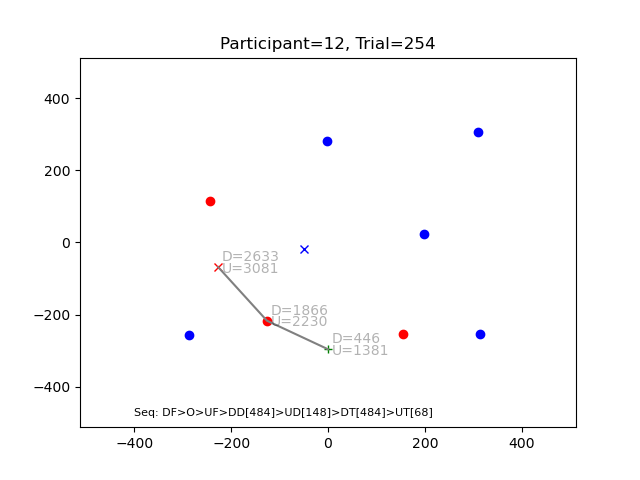 Participant=12, Trial=254
400
200
0
−200
−400
D=2633
U=3081
D=1866
U=2230
D=446
U=1381
Seq: DF>O>UF>DD[484]>UD[148]>DT[484]>UT[68]
−400
−200
0
200
400